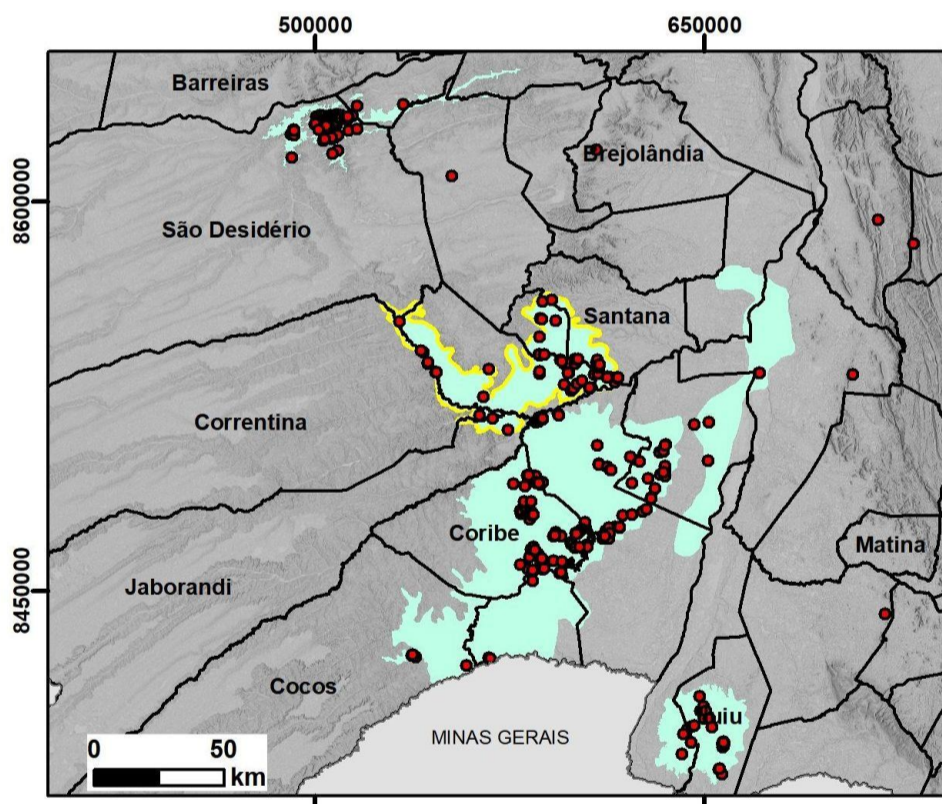 500000
650000
Barreiras
Brejolândia
8600000
São Desidério
Santana
Correntina
Coribe
Matina
8450000
Jaborandi
Cocos
MINAS GERAIS
0 50
km